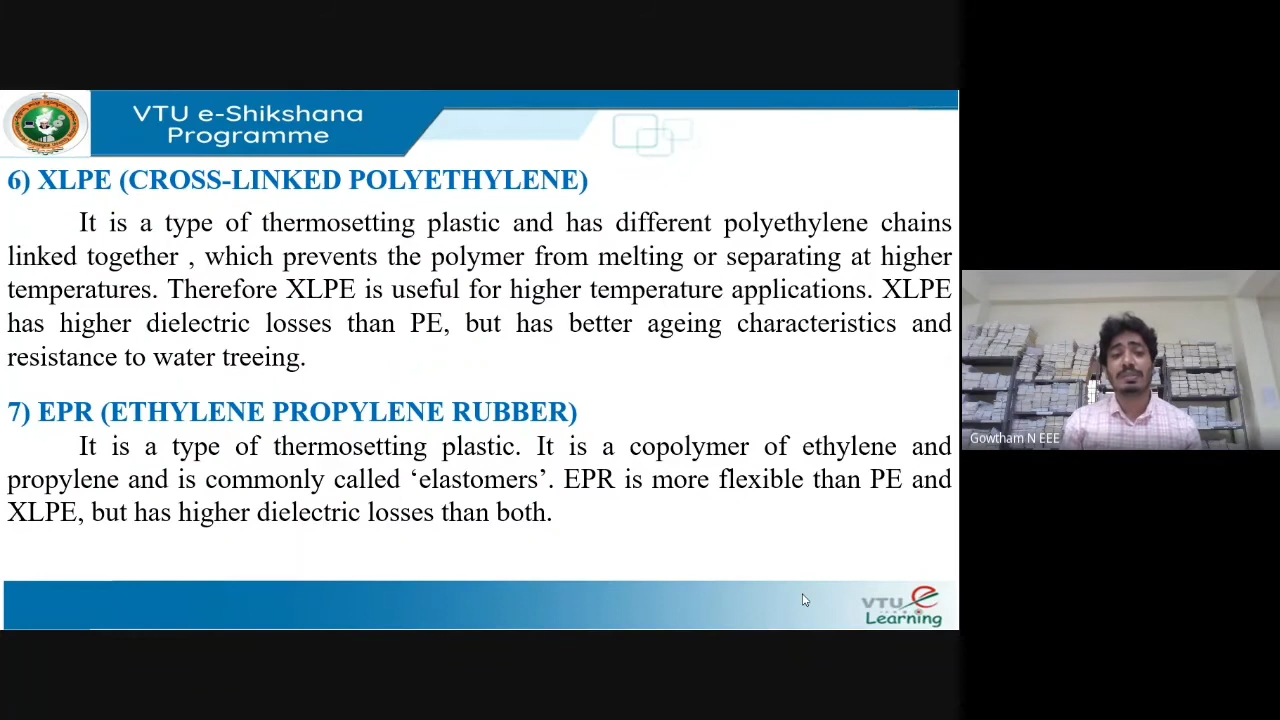 VTU e-Shikshana
Programme
6) XLPE (CROSS-LINKED POLYETHYLENE)
It is a type of thermosetting plastic and has different polyethylene chains
linked together , which prevents the polymer from melting or separating at higher
temperatures. Therefore XLPE is useful for higher temperature applications. XLPE
has higher dielectric losses than PE, but has better ageing characteristics and
resistance to water treeing.
7) EPR (ETHYLENE PROPYLENE RUBBER)
It is a type of thermosetting plastic. It is a copolymer of ethylene and
propylene and is commonly called ‘elastomers’. EPR is more flexible than PE and
XLPE, but has higher dielectric losses than both.
Gowtham N EEE
VTU e
Learning